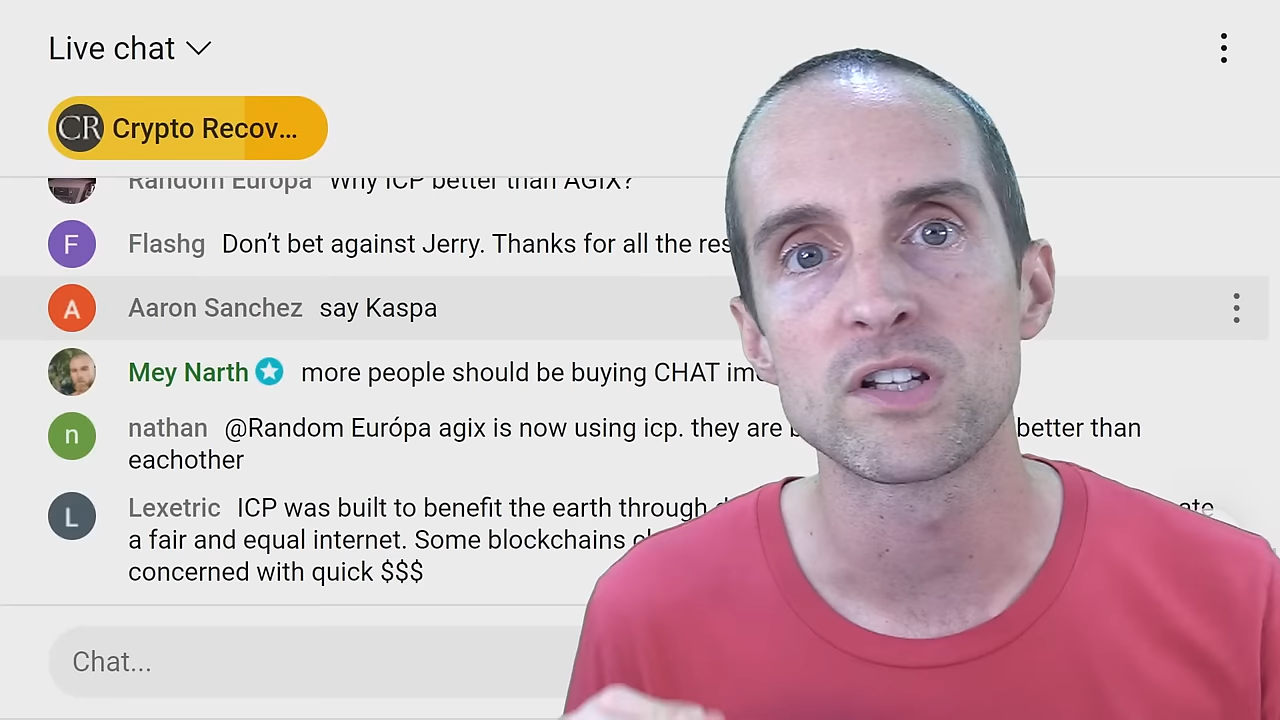 Live chat
CR Crypto Recov...
Random Europa Why ICP better than AGIX?
F Flashg Don't bet against Jerry. Thanks for all the res
A Aaron Sanchez say Kaspa
Mey Narth more people should be buying CHAT
n nathan @Random Európa agix is now using icp. they are better than
eachother
L Lexetric ICP was built to benefit the earth through
a fair and equal internet. Some blockchains
concerned with quick $$$
Chat...